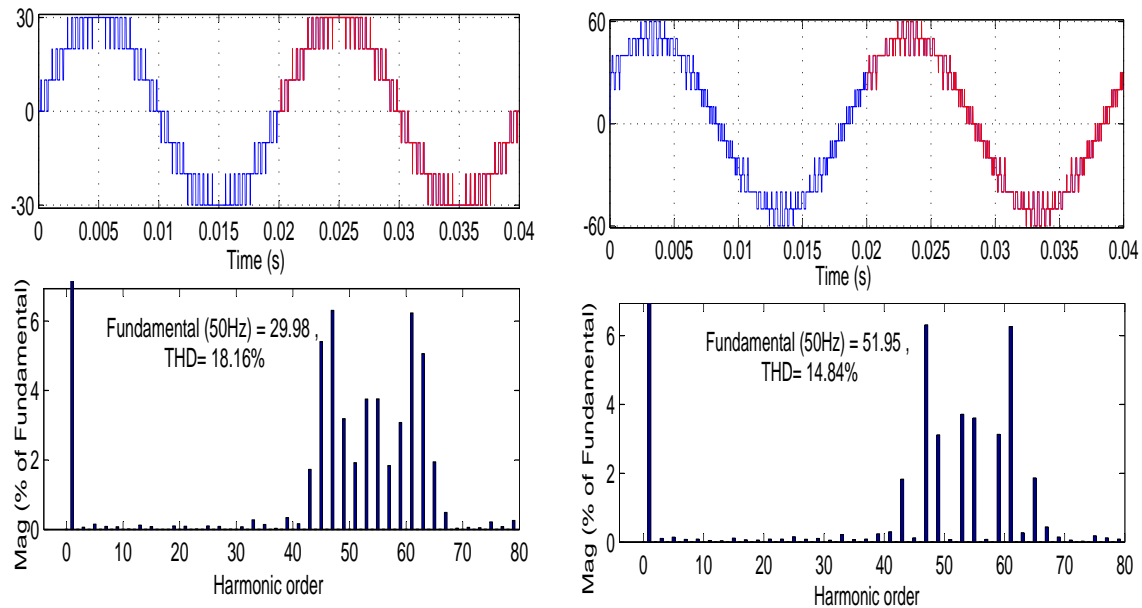 30
0
-30
0 0.005 0.01 0.015 0.02 0.025 0.03 0.035 0.04
Time (s)
60
0
-60
0 0.005 0.01 0.015 0.02 0.025 0.03 0.035 0.04
Time (s)
Mag (% of Fundamental)
6
4
2
0
Fundamental (50Hz) = 29.98 ,
THD= 18.16%
0 10 20 30 40 50 60 70 80
Harmonic order
Mag (% of Fundamental)
6
4
2
0
Fundamental (50Hz) = 51.95 ,
THD= 14.84%
0 10 20 30 40 50 60 70 80
Harmonic order